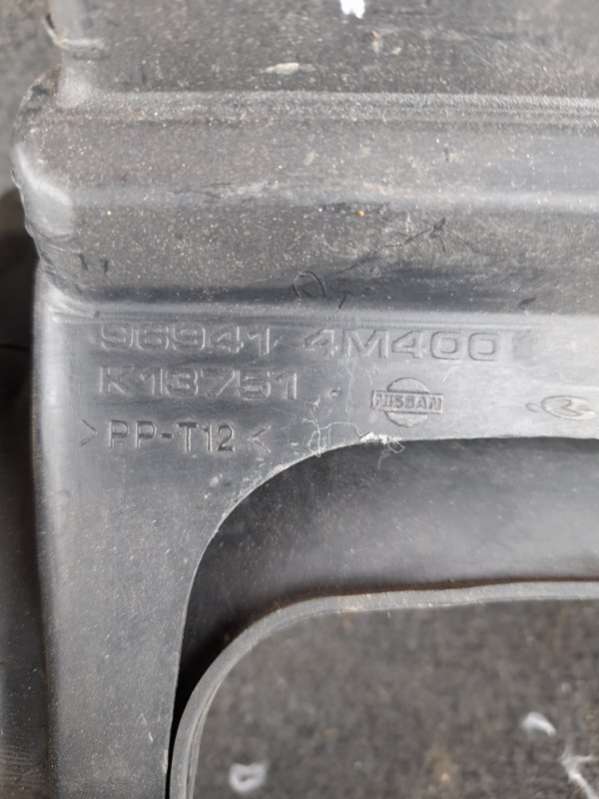 96941 4M400
K13751
NISSAN
>PP-T12<